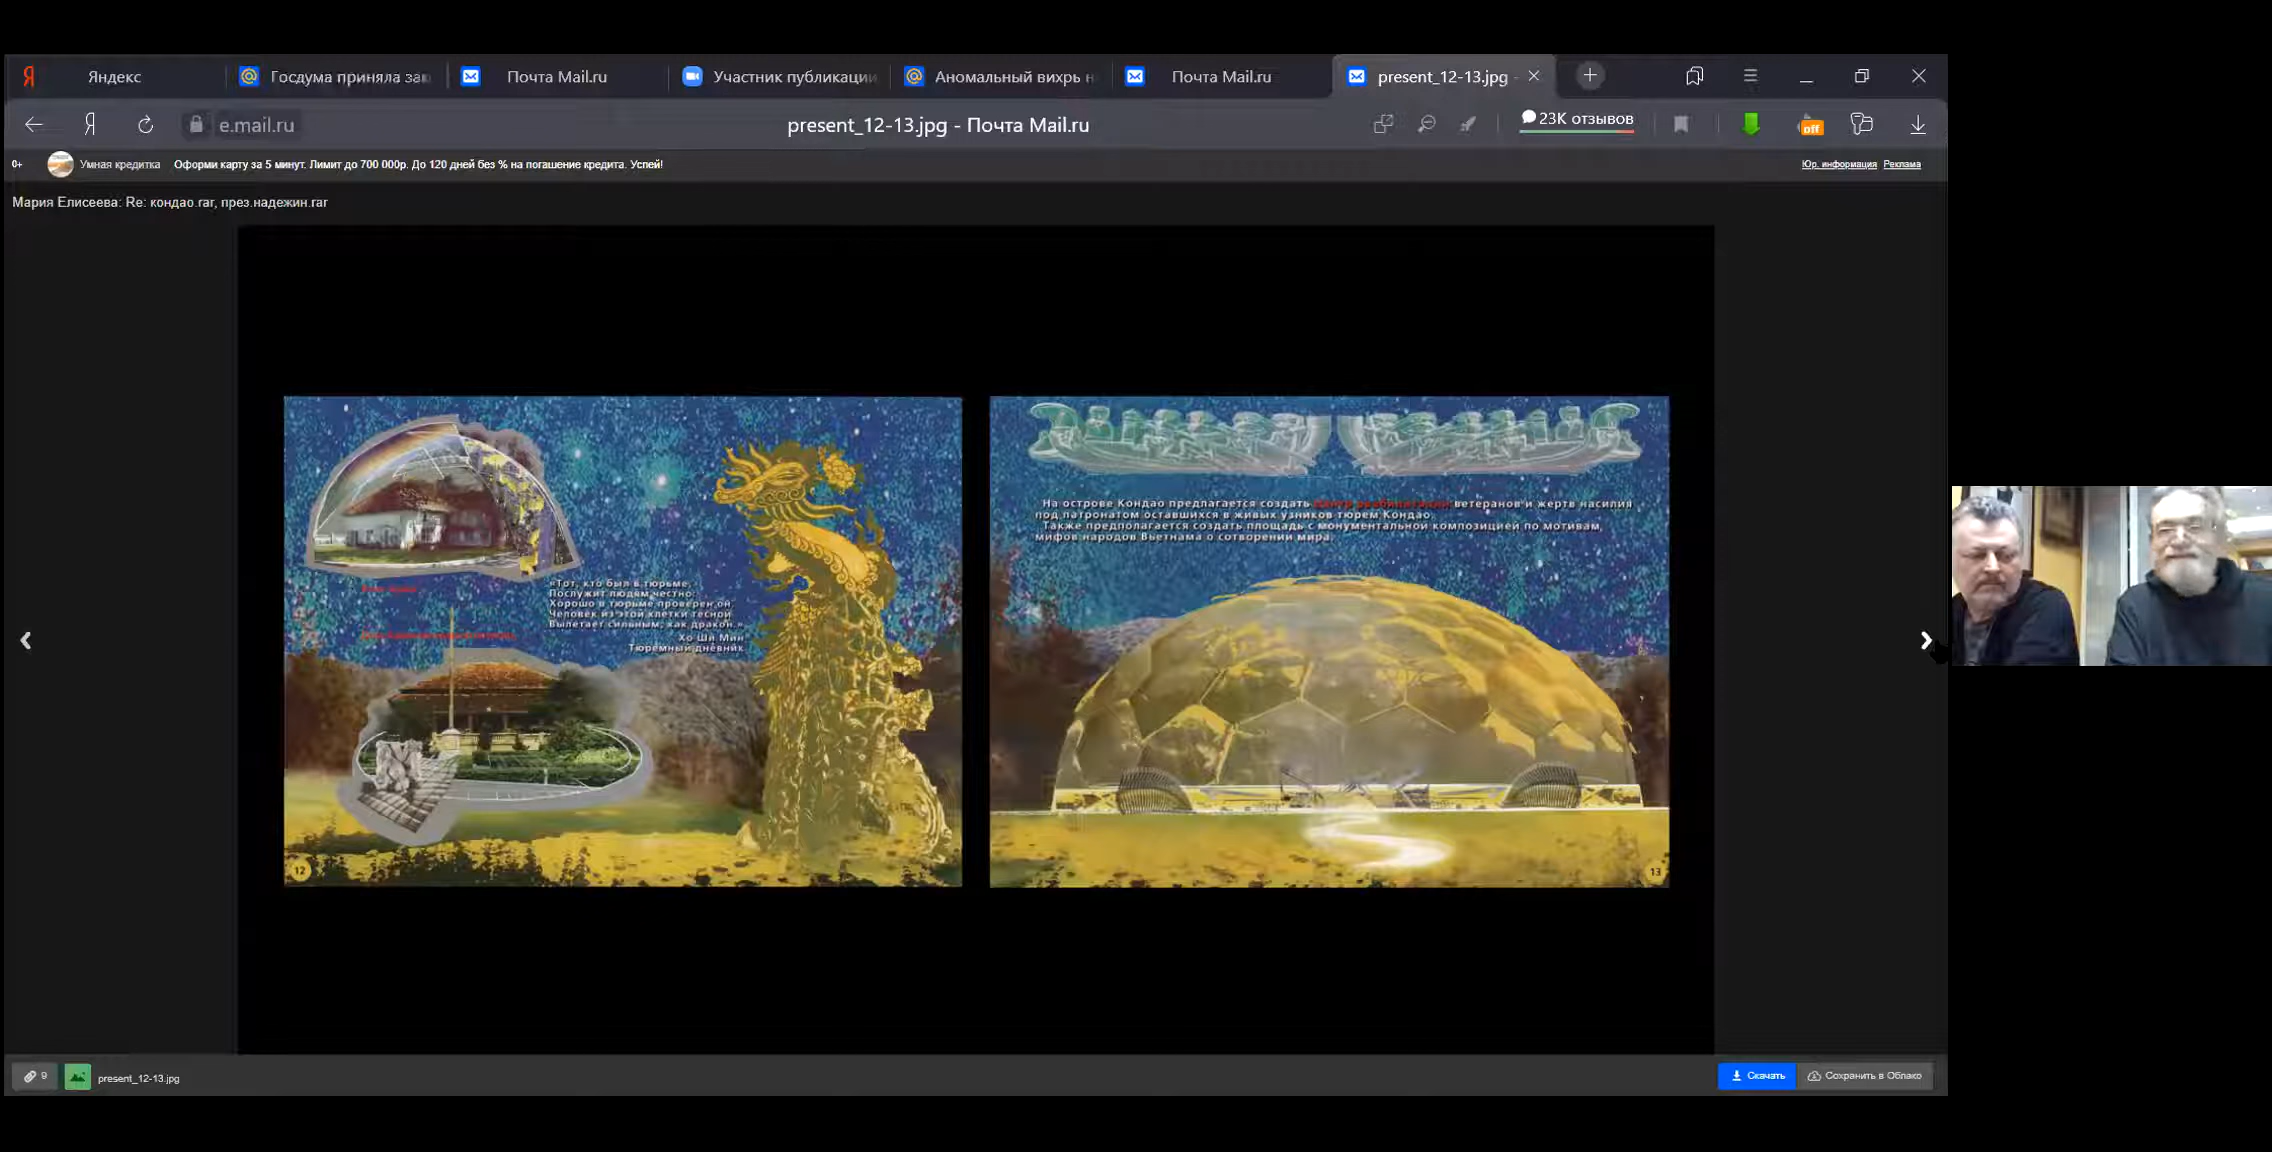 Яндекс
Госдума приняла зак
Почта Mail.ru
Участник публикации
Аномальный вихрь н
Почта Mail.ru
present_12-13.jpg -
e.mail.ru
present_12-13.jpg - Почта Mail.ru
23K отзывов
off
0+
Умная кредитка
Оформи карту за 5 минут. Лимит до 700 000р. До 120 дней без % на погашение кредита. Успей!
Юр. информация
Реклама
Мария Елисеева: Re: кондао.rar, през.надежин.rar
«Тот, кто был в тюрьме,
Послужит людям честно:
Хорошо в тюрьме проверен он.
Человек из этой клетки тесной
Вылетает сильным, как дракон.»
Хо Ши Мин
Тюремный дневник
12
На острове Кондао предлагается создать Центр реабилитации ветеранов и жертв насилия
под патронатом оставшихся в живых узников тюрем Кондао.
Также предполагается создать площадь с монументальной композицией по мотивам,
мифов народов Вьетнама о сотворении мира.
13
9
present_12-13.jpg
Скачать
Сохранить в Облако